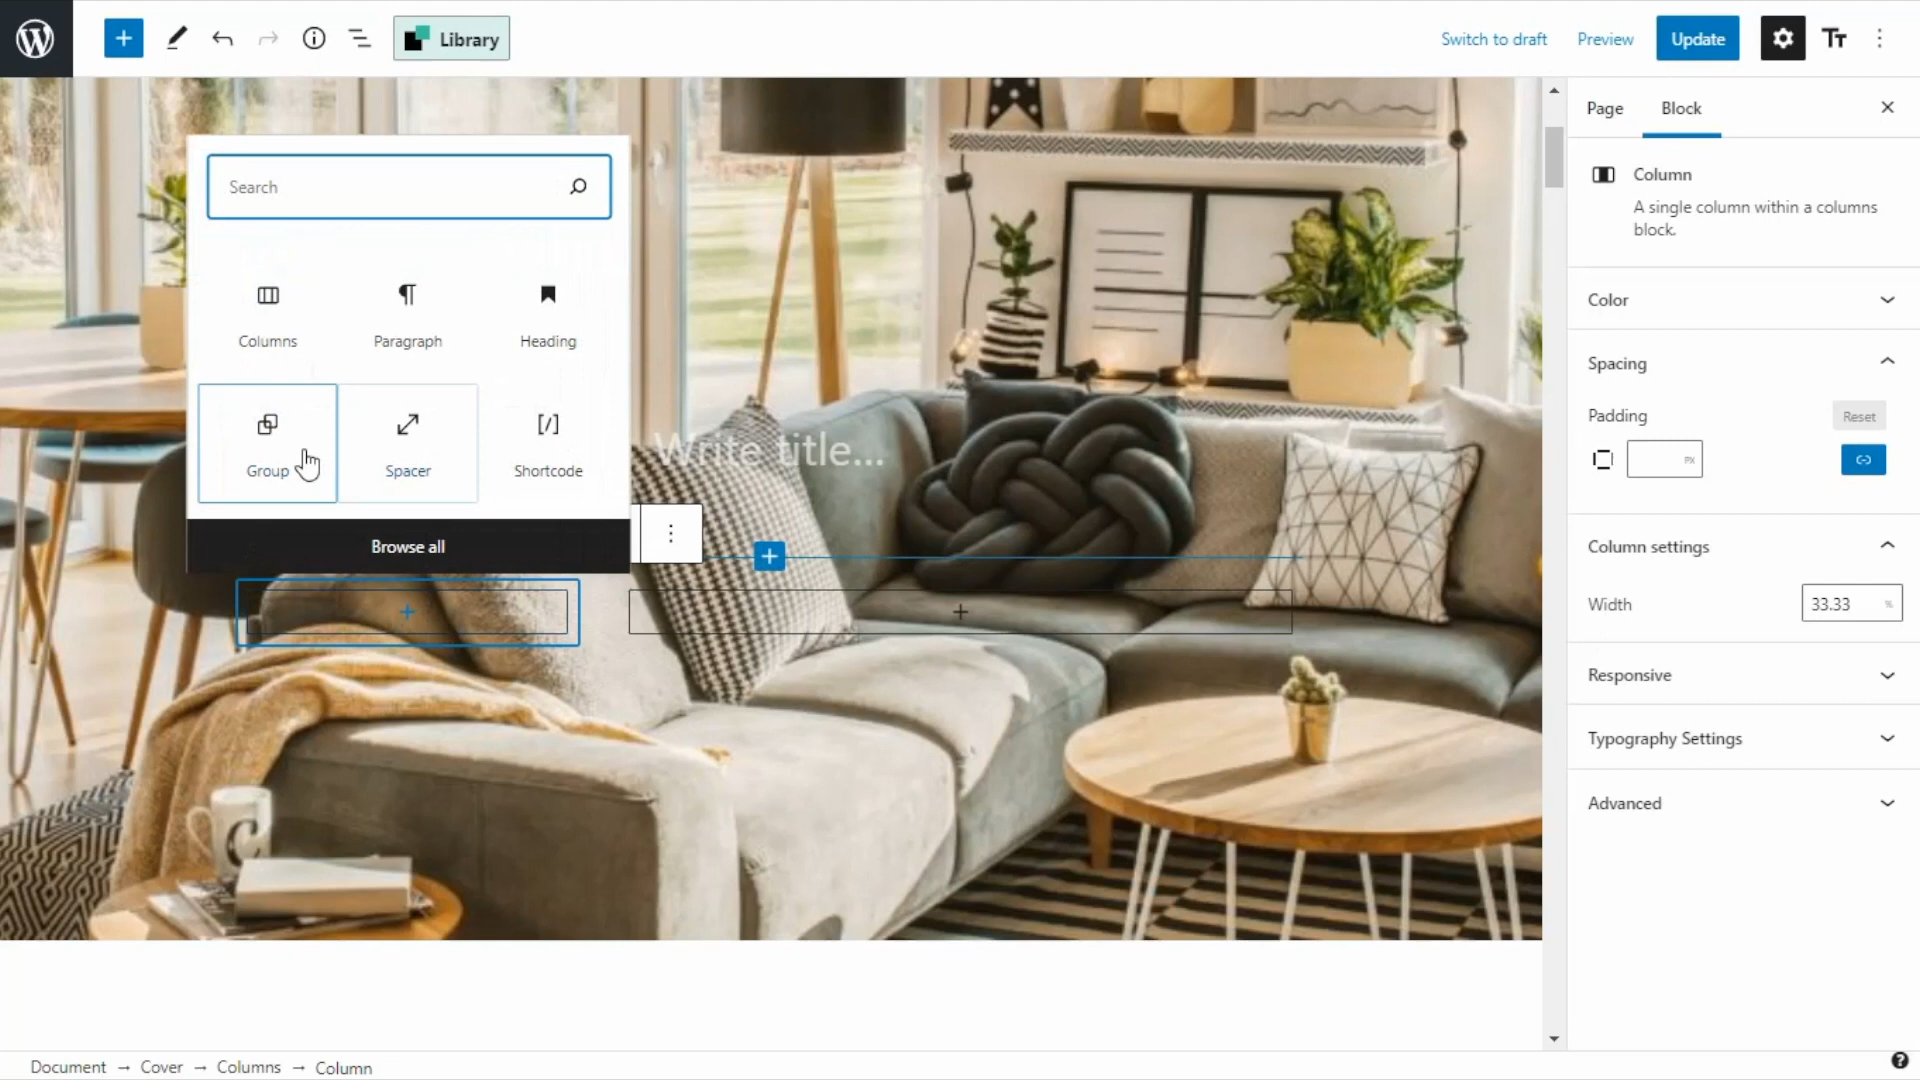 Library
Switch to draft
Preview
Update
Page
Block
Search
Columns
Paragraph
Heading
Group
Spacer
Shortcode
Browse all
Write title...
Column
A single column within a columns
block.
Color
Spacing
Padding
Reset
PX
Column settings
Width
33.33
%
Responsive
Typography Settings
Advanced
Document → Cover → Columns → Column